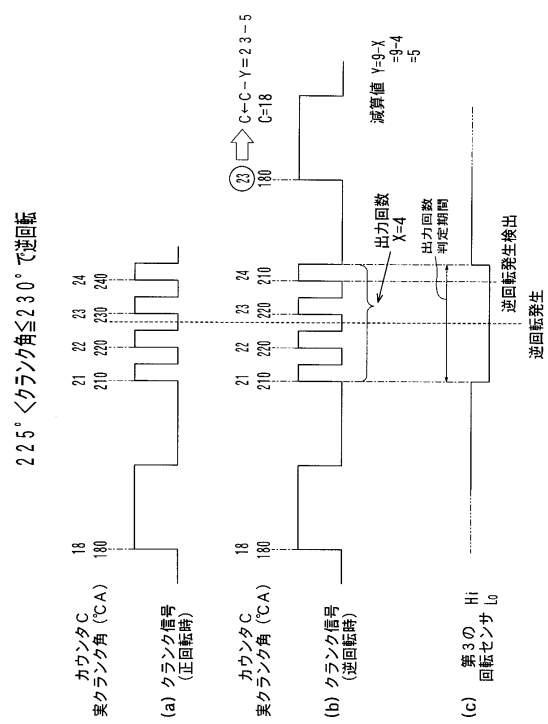 225°＜クランク角≦230°で逆回転
カウンタC 18 21 22 23 24
実クランク角（℃A） 180 210 220 230 240
(a) クランク信号
(正回転時)
カウンタC 18 21 22 23 24 23 C←C−Y=23−5
実クランク角（℃A） 180 210 220 220 210 180 C=18
(b) クランク信号
(逆回転時)
出力回数
X=4
減算値 Y=9-X
=9-4
=5
出力回数
判定期間
(c) 第3の
回転センサ
Hi
Lo
逆回転発生検出
逆回転発生